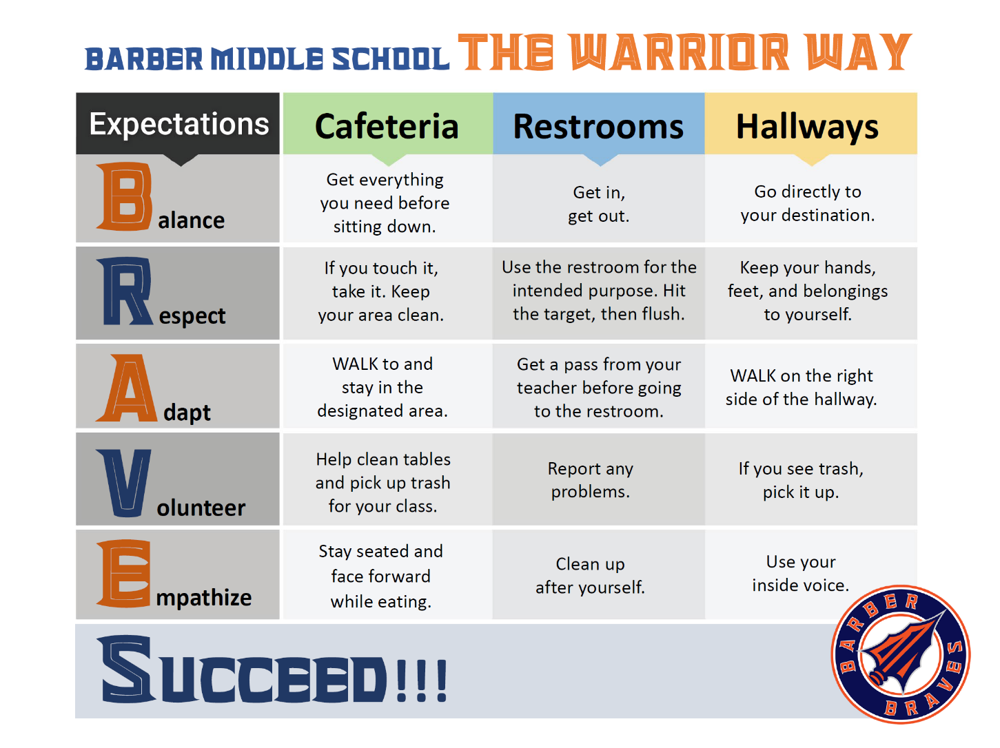 BARBER MIDDLE SCHOOL THE WARRIOR WAY
Expectations
Cafeteria
Restrooms
Hallways
Balance
Get everything
you need before
sitting down.
Get in,
get out.
Go directly to
your destination.
Respect
If you touch it,
take it. Keep
your area clean.
Use the restroom for the
intended purpose. Hit
the target, then flush.
Keep your hands,
feet, and belongings
to yourself.
Adapt
WALK to and
stay in the
designated area.
Get a pass from your
teacher before going
to the restroom.
WALK on the right
side of the hallway.
Volunteer
Help clean tables
and pick up trash
for your class.
Report any
problems.
If you see trash,
pick it up.
Empathize
Stay seated and
face forward
while eating.
Clean up
after yourself.
Use your
inside voice.
SUCCEED!!!
BARBER
BRAVES